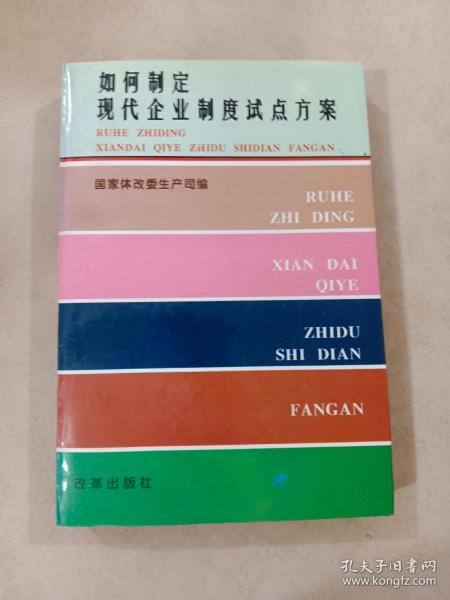 如何制定
现代企业制度试点方案
RUHE ZHIDING
XIANDAI QIYE ZHIDU SHIDIAN FANGAN
国家体改委生产司编
RUHE
ZHI DING
XIAN DAI
QIYE
ZHIDU
SHI DIAN
FANGAN
改革出版社
孔夫子旧书网
www.kongfz.com